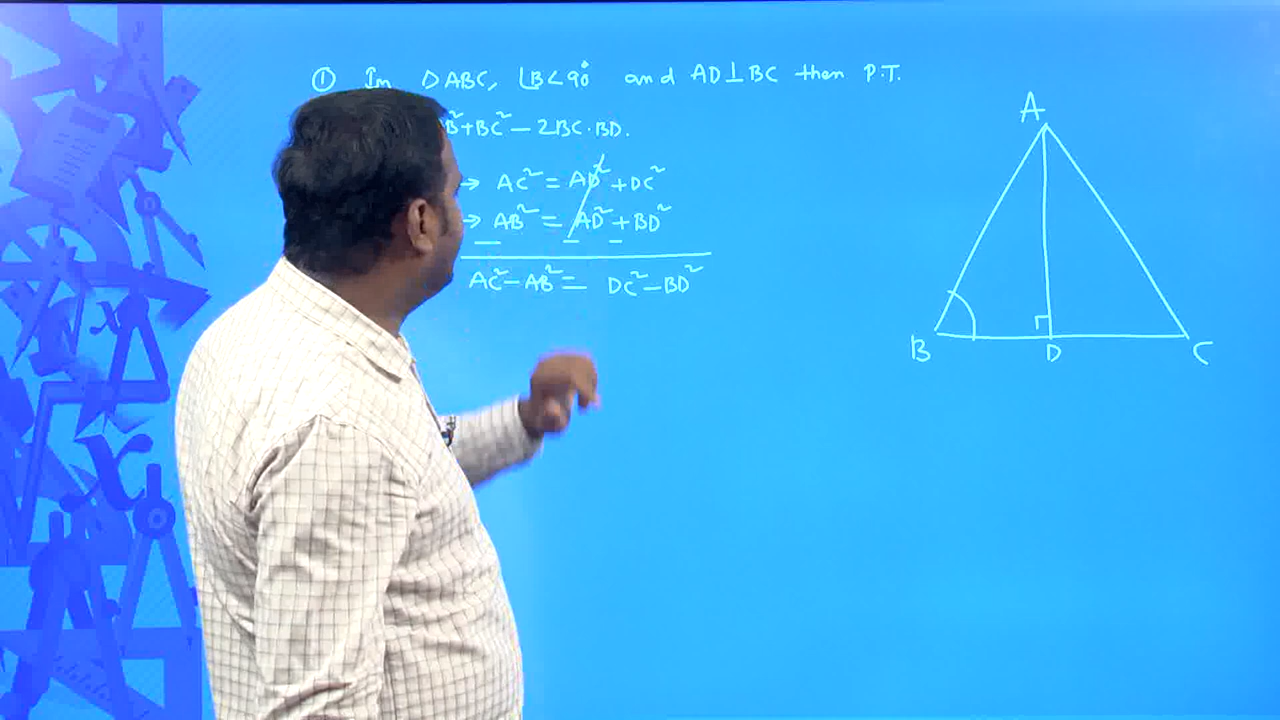 ① In ΔABC, ∠B<90° and AD⊥BC then P.T.
B²+BC²-2BC·BD.
→ AC² = AD²+DC²
→ AB² = AD²+BD²
AC²-AB² = DC²-BD²
A
B
D
C